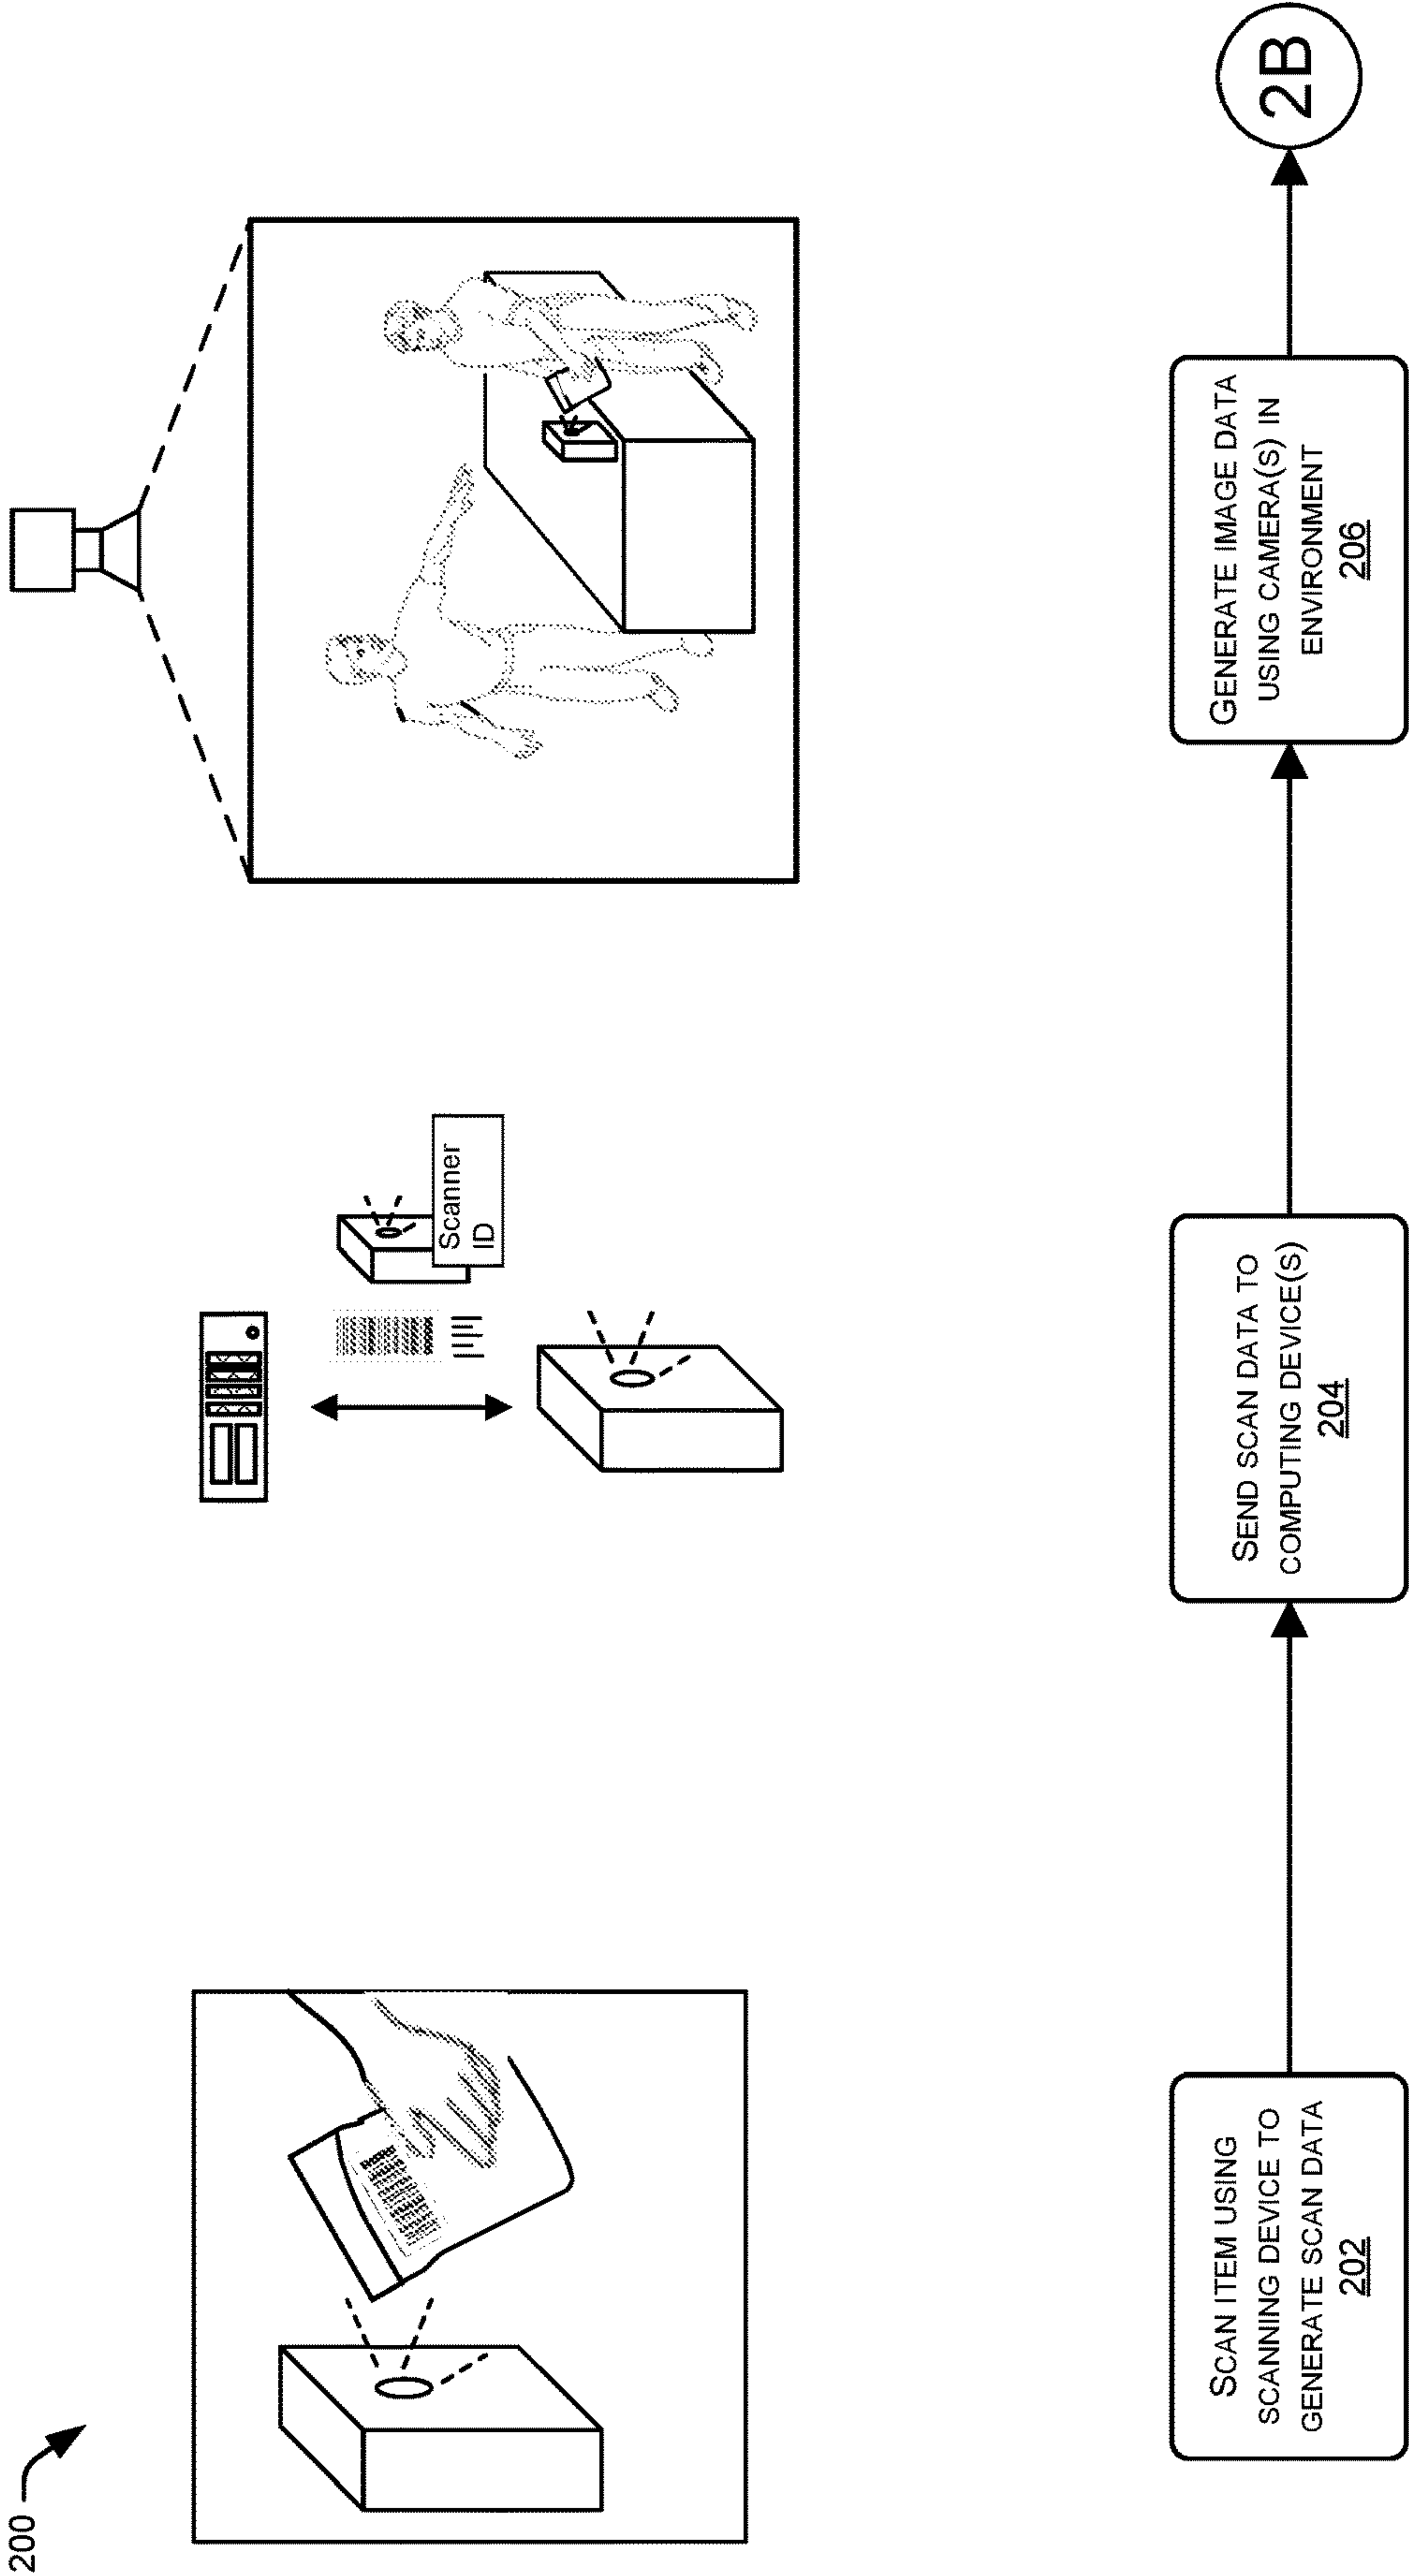 200
Scanner
ID
SCAN ITEM USING
SCANNING DEVICE TO
GENERATE SCAN DATA
202
SEND SCAN DATA TO
COMPUTING DEVICE(S)
204
GENERATE IMAGE DATA
USING CAMERA(S) IN
ENVIRONMENT
206
2B